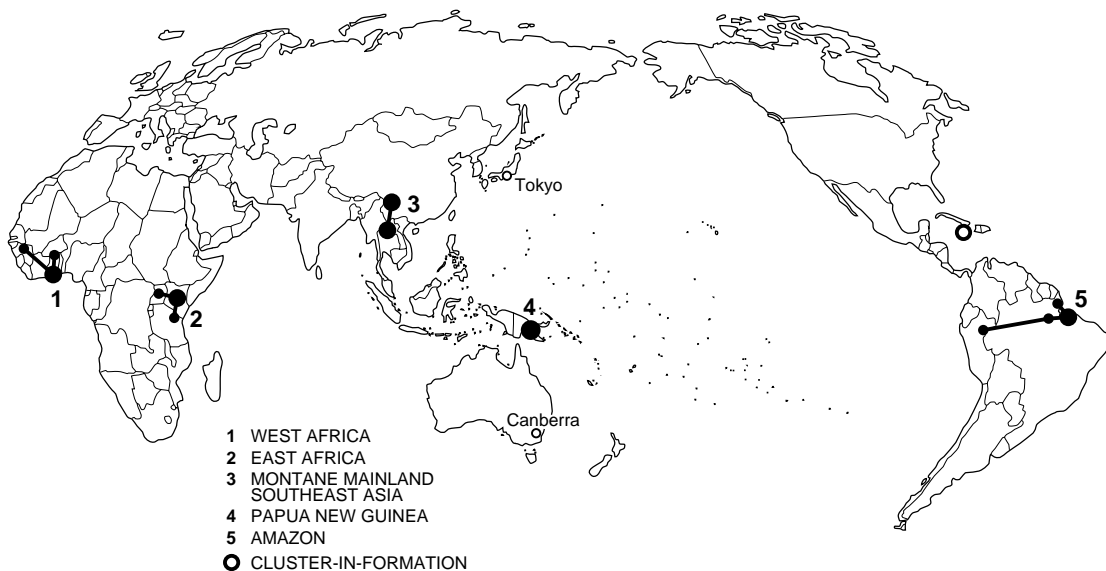 Tokyo
3
1
2
4
5
Canberra
1 WEST AFRICA
2 EAST AFRICA
3 MONTANE MAINLAND
SOUTHEAST ASIA
4 PAPUA NEW GUINEA
5 AMAZON
CLUSTER-IN-FORMATION